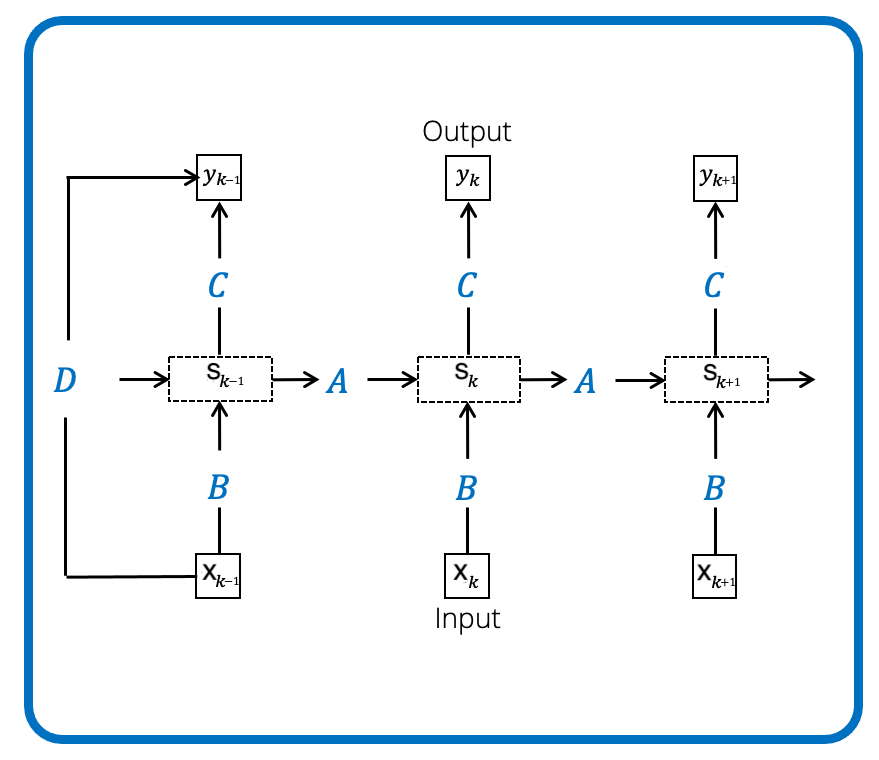 Output
y_{k-1} y_k y_{k+1}
C C C
D S_{k-1} A S_k A S_{k+1}
B B B
x_{k-1} x_k x_{k+1}
Input